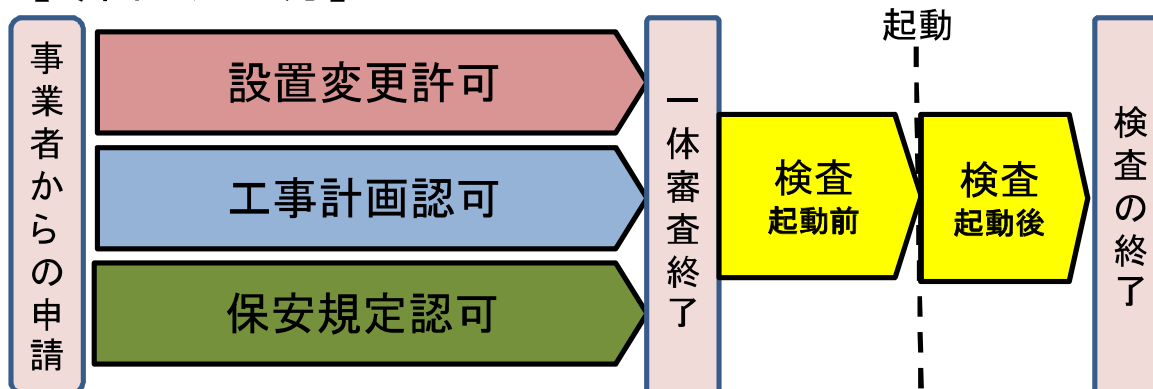 事業者からの申請
設置変更許可
工事計画認可
保安規定認可
一体審査終了
起動
検査
起動前
検査
起動後
検査の終了